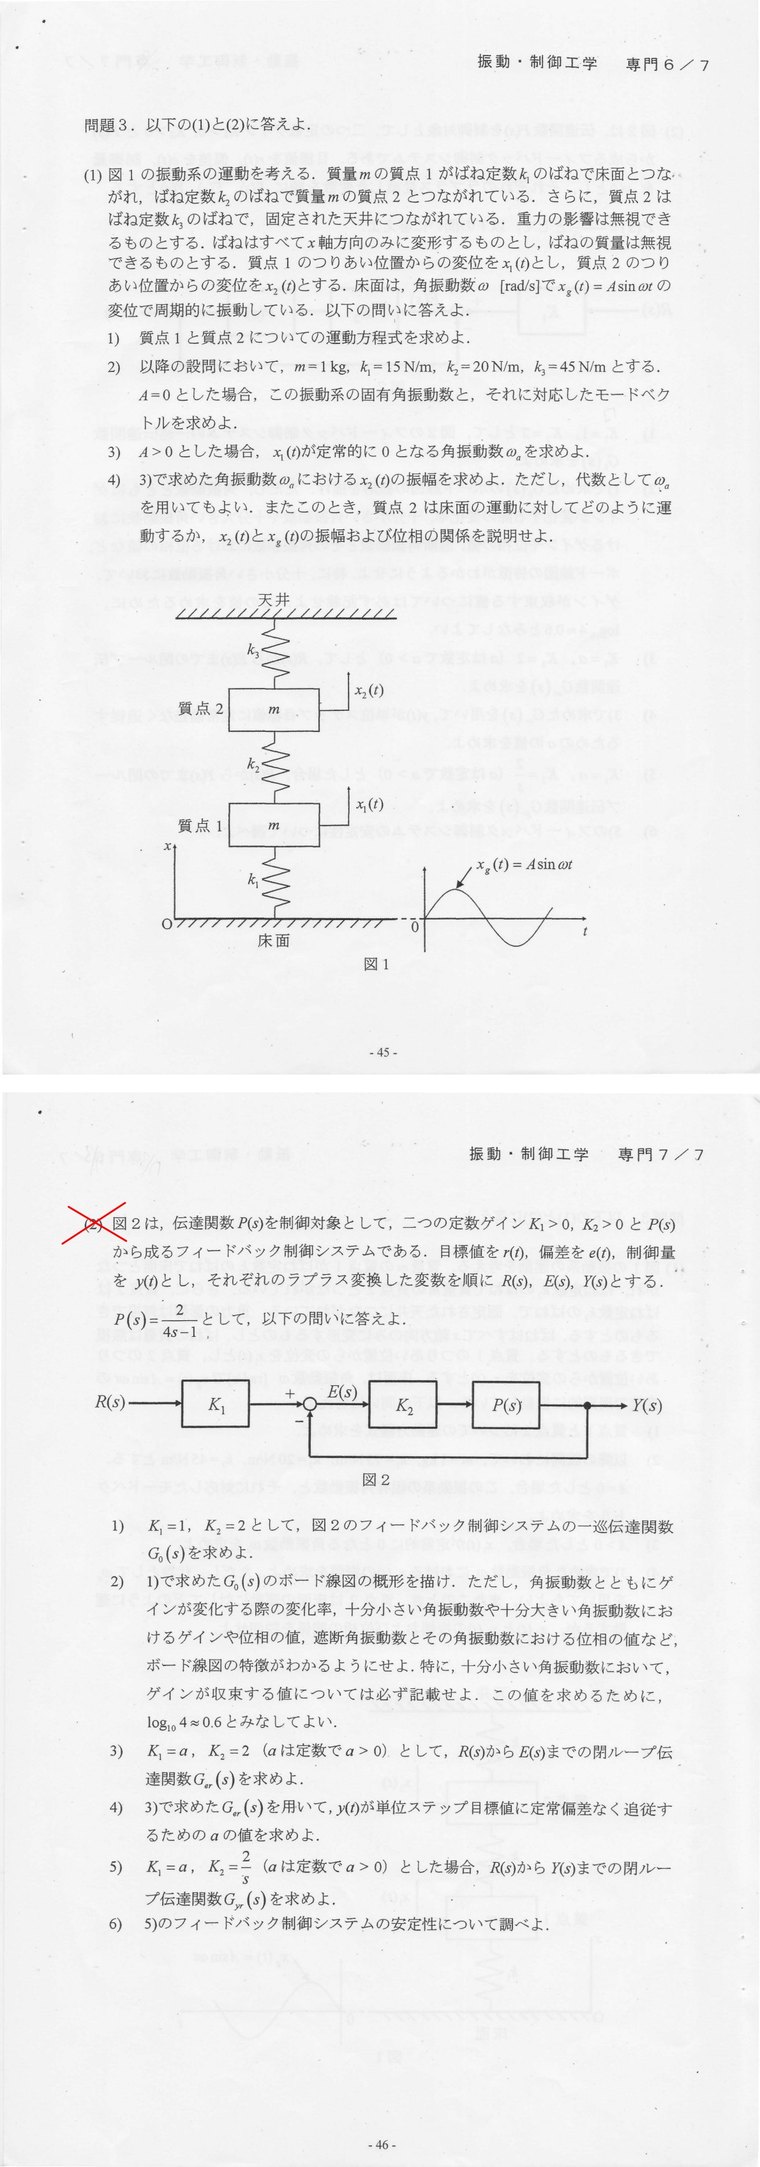 振動・制御工学 専門6/7
問題3．以下の(1)と(2)に答えよ．
(1) 図1の振動系の運動を考える．質量mの質点1がばね定数k₁のばねで床面とつな
がれ，ばね定数k₂のばねで質量mの質点2とつながれている．さらに，質点2は
ばね定数k₃のばねで，固定された天井につながれている．重力の影響は無視でき
るものとする．ばねはすべてx軸方向のみに変形するものとし，ばねの質量は無視
できるものとする．質点1のつりあい位置からの変位をx₁(t)とし，質点2のつり
あい位置からの変位をx₂(t)とする．床面は，角振動数ω [rad/s]でx_g(t)=Asinωtの
変位で周期的に振動している．以下の問いに答えよ．
1) 質点1と質点2についての運動方程式を求めよ．
2) 以降の設問において，m=1kg, k₁=15N/m, k₂=20N/m, k₃=45N/mとする．
A=0とした場合，この振動系の固有角振動数と，それに対応したモードベク
トルを求めよ．
3) A>0とした場合，x₁(t)が定常的に0となる角振動数ω_aを求めよ．
4) 3)で求めた角振動数ω_aにおけるx₂(t)の振幅を求めよ．ただし，代数としてω_a
を用いてもよい．またこのとき，質点2は床面の運動に対してどのように運
動するか，x₂(t)とx_g(t)の振幅および位相の関係を説明せよ．
天井
k₃
x₂(t)
質点2
m
k₂
x₁(t)
質点1
m
x
k₁
x_g(t)=Asinωt
O
0
t
床面
図1
- 45 -
振動・制御工学 専門7/7
(2) 図2は，伝達関数P(s)を制御対象として，二つの定数ゲインK₁>0, K₂>0とP(s)
から成るフィードバック制御システムである．目標値をr(t)，偏差をe(t)，制御量
をy(t)とし，それぞれのラプラス変換した変数を順にR(s), E(s), Y(s)とする．
P(s)=2/(4s−1)として，以下の問いに答えよ．
R(s)
K₁
+
−
E(s)
K₂
P(s)
Y(s)
図2
1) K₁=1, K₂=2として，図2のフィードバック制御システムの一巡伝達関数
G₀(s)を求めよ．
2) 1)で求めたG₀(s)のボード線図の概形を描け．ただし，角振動数とともにゲ
インが変化する際の変化率，十分小さい角振動数や十分大きい角振動数にお
けるゲインや位相の値，遮断角振動数とその角振動数における位相の値など，
ボード線図の特徴がわかるようにせよ．特に，十分小さい角振動数において，
ゲインが収束する値については必ず記載せよ．この値を求めるために，
log₁₀4≈0.6とみなしてよい．
3) K₁=a, K₂=2 (aは定数でa>0) として，R(s)からE(s)までの閉ループ伝
達関数G_er(s)を求めよ．
4) 3)で求めたG_er(s)を用いて，y(t)が単位ステップ目標値に定常偏差なく追従す
るためのaの値を求めよ．
5) K₁=a, K₂=2/s (aは定数でa>0) とした場合，R(s)からY(s)までの閉ルー
プ伝達関数G_yr(s)を求めよ．
6) 5)のフィードバック制御システムの安定性について調べよ．
- 46 -